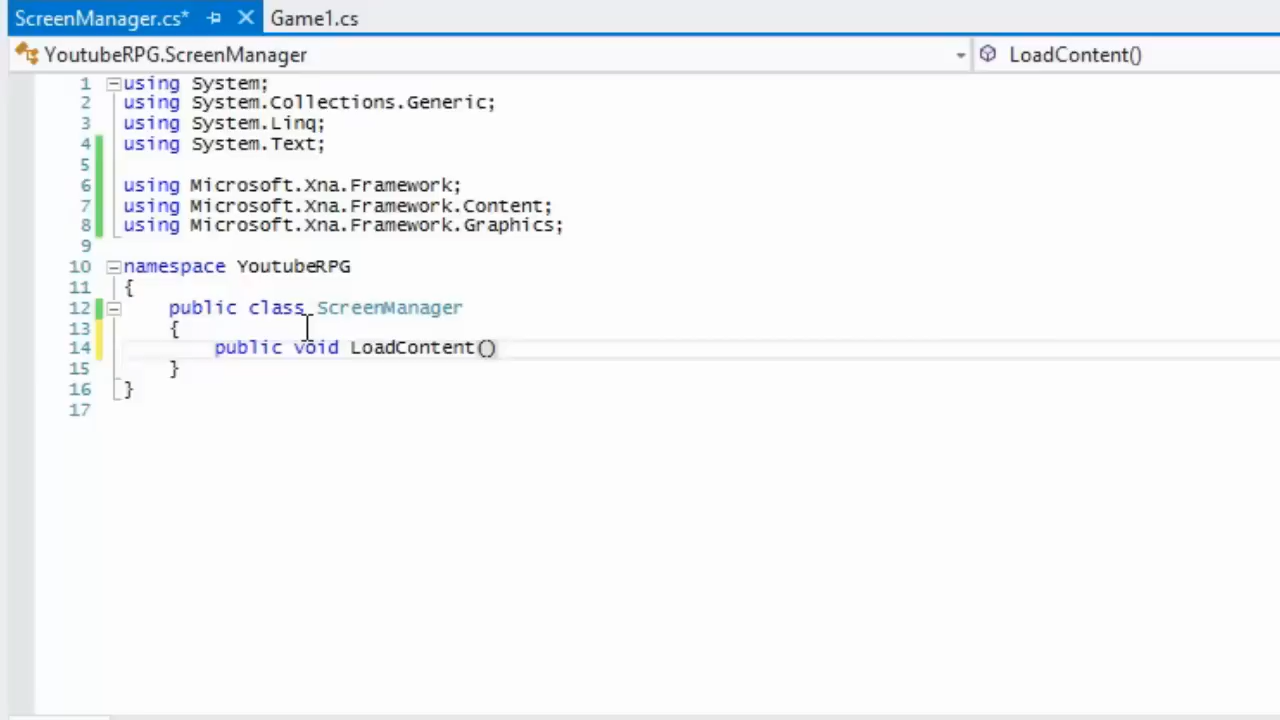 ScreenManager.cs* Game1.cs
YoutubeRPG.ScreenManager LoadContent()
1 using System;
2 using System.Collections.Generic;
3 using System.Linq;
4 using System.Text;
5
6 using Microsoft.Xna.Framework;
7 using Microsoft.Xna.Framework.Content;
8 using Microsoft.Xna.Framework.Graphics;
9
10 namespace YoutubeRPG
11 {
12 public class ScreenManager
13 {
14 public void LoadContent()
15 }
16 }
17